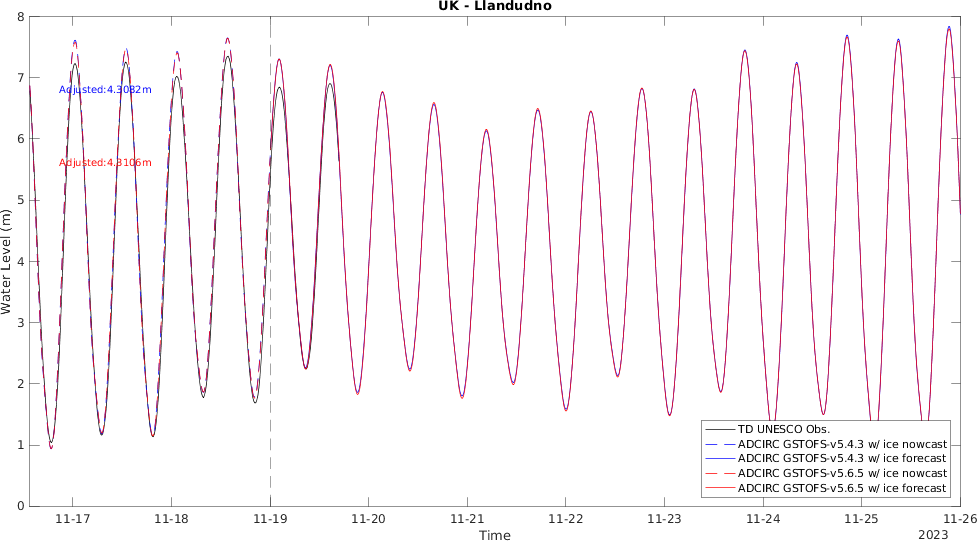 UK - Llandudno
8
7
6
5
4
3
2
1
0
Water Level (m)
Adjusted:4.3082m
Adjusted:4.3106m
TD UNESCO Obs.
ADCIRC GSTOFS-v5.4.3 w/ ice nowcast
ADCIRC GSTOFS-v5.4.3 w/ ice forecast
ADCIRC GSTOFS-v5.6.5 w/ ice nowcast
ADCIRC GSTOFS-v5.6.5 w/ ice forecast
11-17 11-18 11-19 11-20 11-21 11-22 11-23 11-24 11-25 11-26
Time
2023